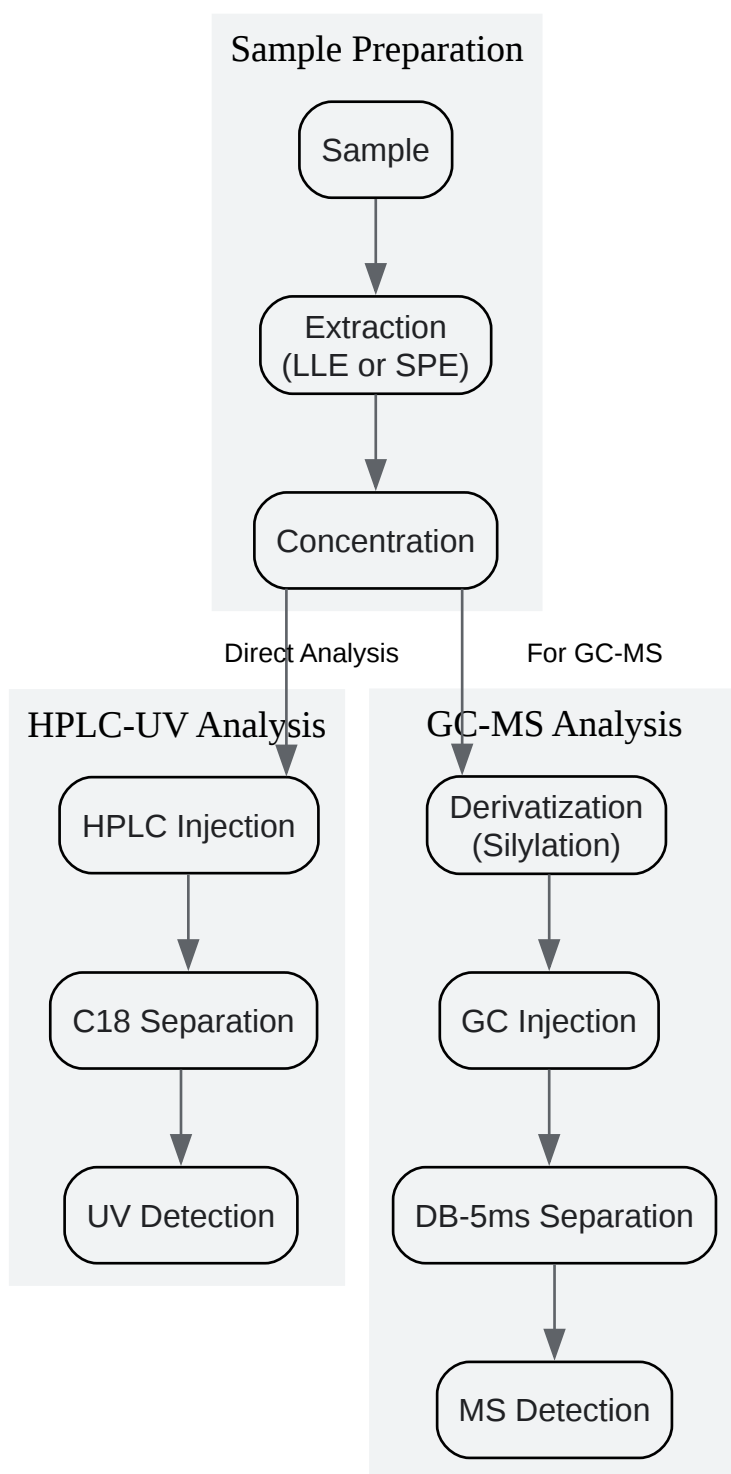 Sample Preparation
Sample
Extraction
(LLE or SPE)
Concentration
Direct Analysis
For GC-MS
HPLC-UV Analysis
HPLC Injection
C18 Separation
UV Detection
GC-MS Analysis
Derivatization
(Silylation)
GC Injection
DB-5ms Separation
MS Detection